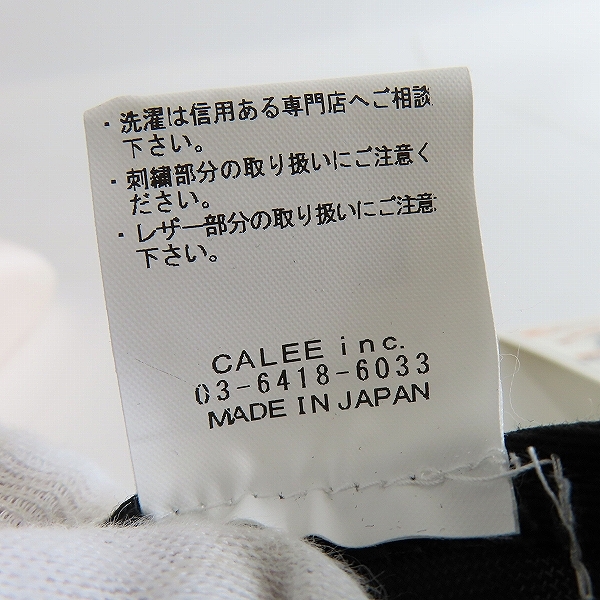 ・洗濯は信用ある専門店へご相談
下さい。
・刺繍部分の取り扱いにご注意く
ださい。
・レザー部分の取り扱いにご注意
下さい。
CALEE inc.
03-6418-6033
MADE IN JAPAN